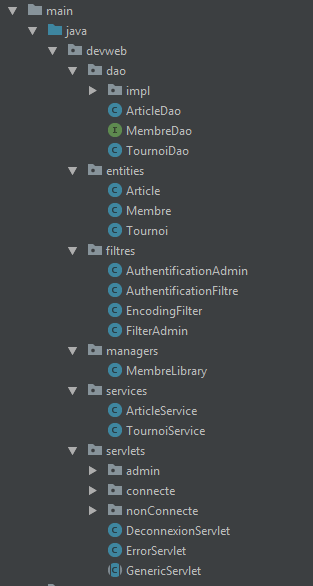 main
java
devweb
dao
impl
ArticleDao
MembreDao
TournoiDao
entities
Article
Membre
Tournoi
filtres
AuthentificationAdmin
AuthentificationFiltre
EncodingFilter
FilterAdmin
managers
MembreLibrary
services
ArticleService
TournoiService
servlets
admin
connecte
nonConnecte
DeconnexionServlet
ErrorServlet
GenericServlet